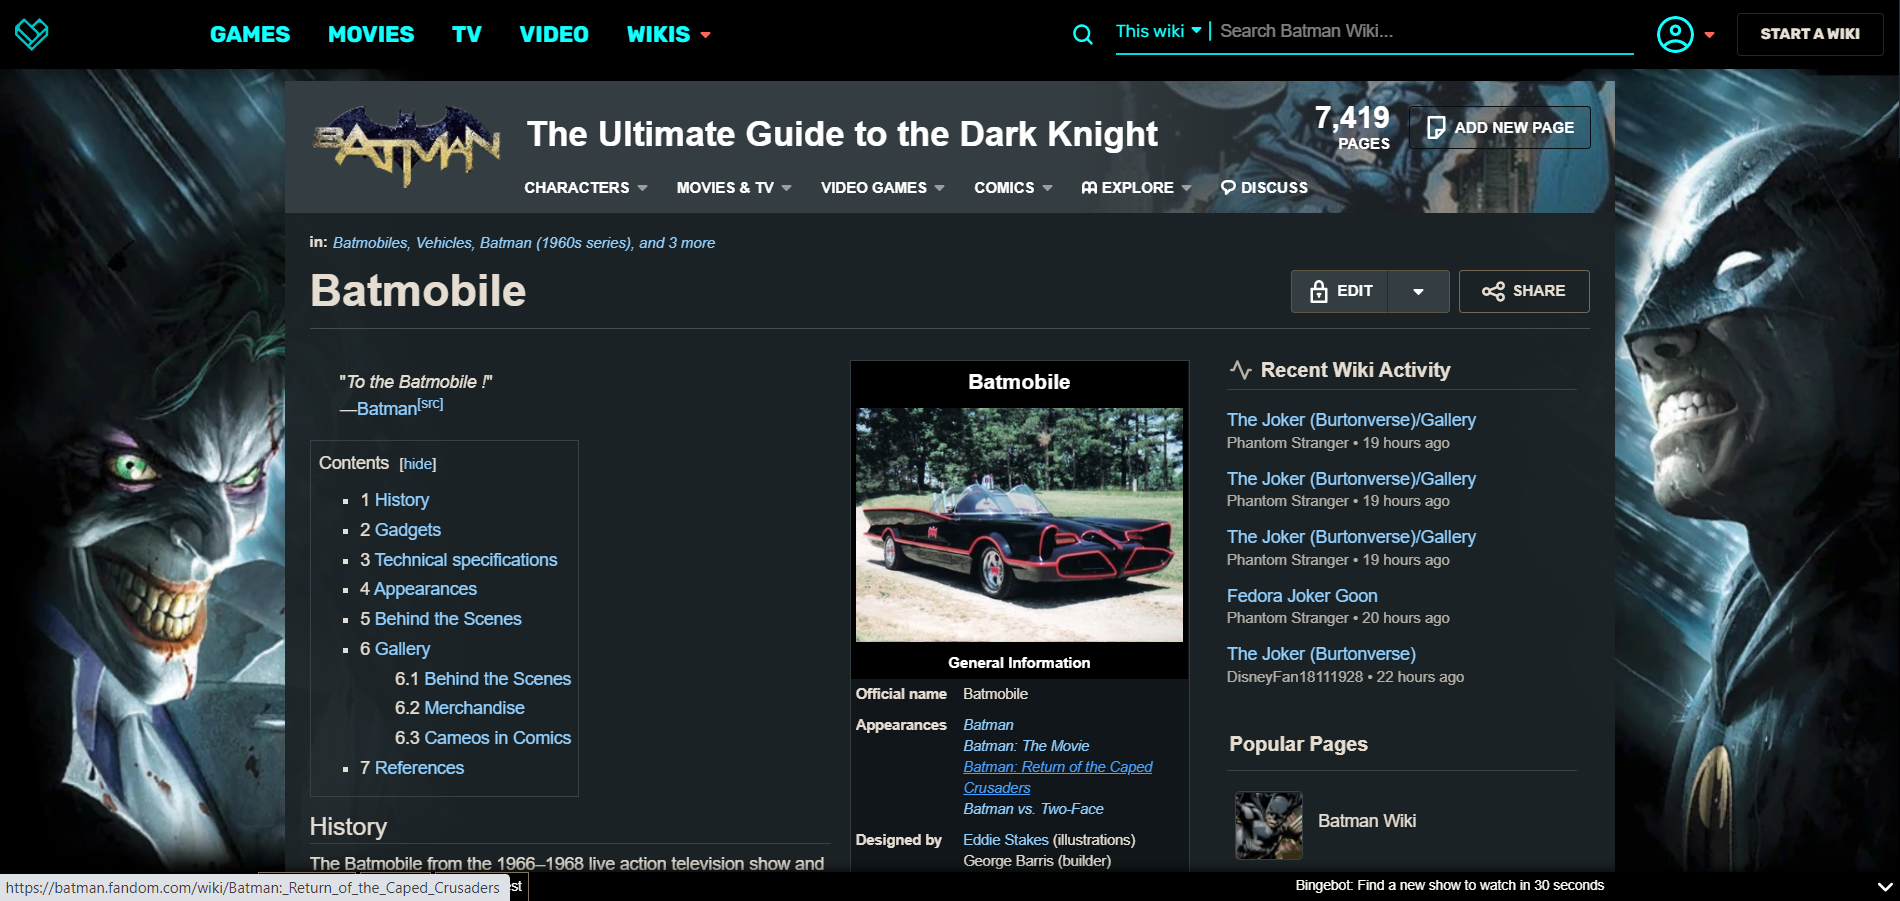 GAMES MOVIES TV VIDEO WIKIS
This wiki Search Batman Wiki...
START A WIKI
BATMAN
The Ultimate Guide to the Dark Knight
7,419
PAGES
ADD NEW PAGE
CHARACTERS MOVIES & TV VIDEO GAMES COMICS EXPLORE DISCUSS
in: Batmobiles, Vehicles, Batman (1960s series), and 3 more
Batmobile
EDIT
SHARE
"To the Batmobile !"
—Batman[src]
Contents [hide]
1 History
2 Gadgets
3 Technical specifications
4 Appearances
5 Behind the Scenes
6 Gallery
6.1 Behind the Scenes
6.2 Merchandise
6.3 Cameos in Comics
7 References
History
The Batmobile from the 1966–1968 live action television show and
Batmobile
General Information
Official name Batmobile
Appearances Batman
Batman: The Movie
Batman: Return of the Caped
Crusaders
Batman vs. Two-Face
Designed by Eddie Stakes (illustrations)
George Barris (builder)
Recent Wiki Activity
The Joker (Burtonverse)/Gallery
Phantom Stranger • 19 hours ago
The Joker (Burtonverse)/Gallery
Phantom Stranger • 19 hours ago
The Joker (Burtonverse)/Gallery
Phantom Stranger • 19 hours ago
Fedora Joker Goon
Phantom Stranger • 20 hours ago
The Joker (Burtonverse)
DisneyFan18111928 • 22 hours ago
Popular Pages
Batman Wiki
https://batman.fandom.com/wiki/Batman:_Return_of_the_Caped_Crusaders
Bingebot: Find a new show to watch in 30 seconds